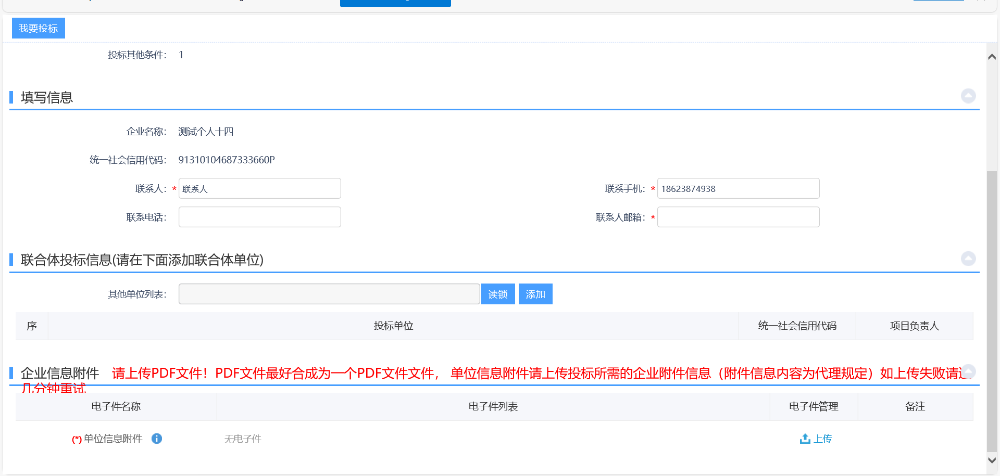 我要投标
投标其他条件： 1
填写信息
企业名称： 测试个人十四
统一社会信用代码： 91310104687333660P
联系人：* 联系人 联系手机：* 18623874938
联系电话： 联系人邮箱：*
联合体投标信息(请在下面添加联合体单位)
其他单位列表： 读锁 添加
序 投标单位 统一社会信用代码 项目负责人
企业信息附件 请上传PDF文件！PDF文件最好合成为一个PDF文件文件， 单位信息附件请上传投标所需的企业附件信息（附件信息内容为代理规定）如上传失败请过
几分钟重试
电子件名称 电子件列表 电子件管理 备注
(*)单位信息附件 无电子件 上传